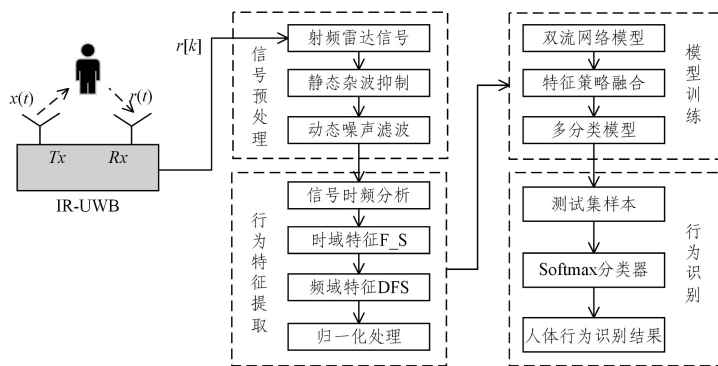 x(t)
r(t)
Tx
Rx
IR-UWB
r[k]
信号预处理
射频雷达信号
静态杂波抑制
动态噪声滤波
行为特征提取
信号时频分析
时域特征F_S
频域特征DFS
归一化处理
双流网络模型
特征策略融合
多分类模型
模型训练
测试集样本
Softmax分类器
人体行为识别结果
行为识别